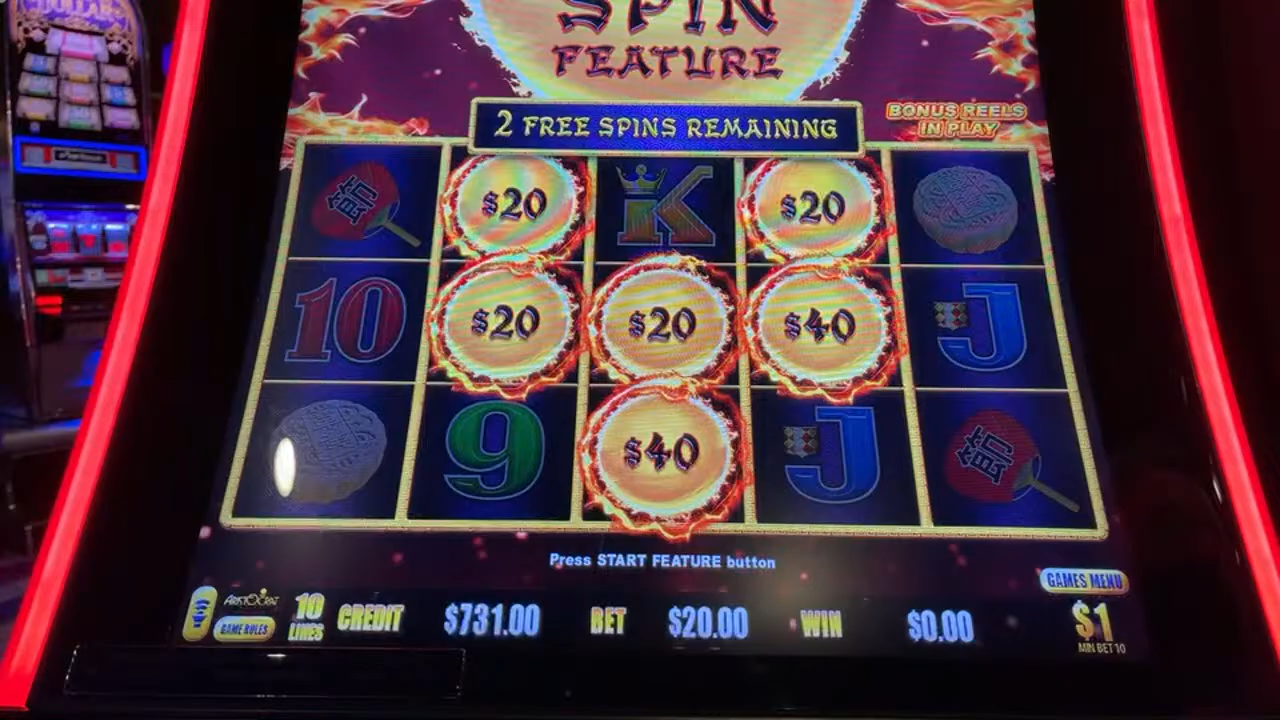 SPIN
FEATURE
2 FREE SPINS REMAINING
BONUS REELS
IN PLAY
$20
K
$20
10
$20
$20
$40
J
9
$40
J
Press START FEATURE button
GAMES MENU
ARISTOCRAT
GAME RULES
10
LINES
CREDIT
$731.00
BET
$20.00
WIN
$0.00
$1
MIN BET 10